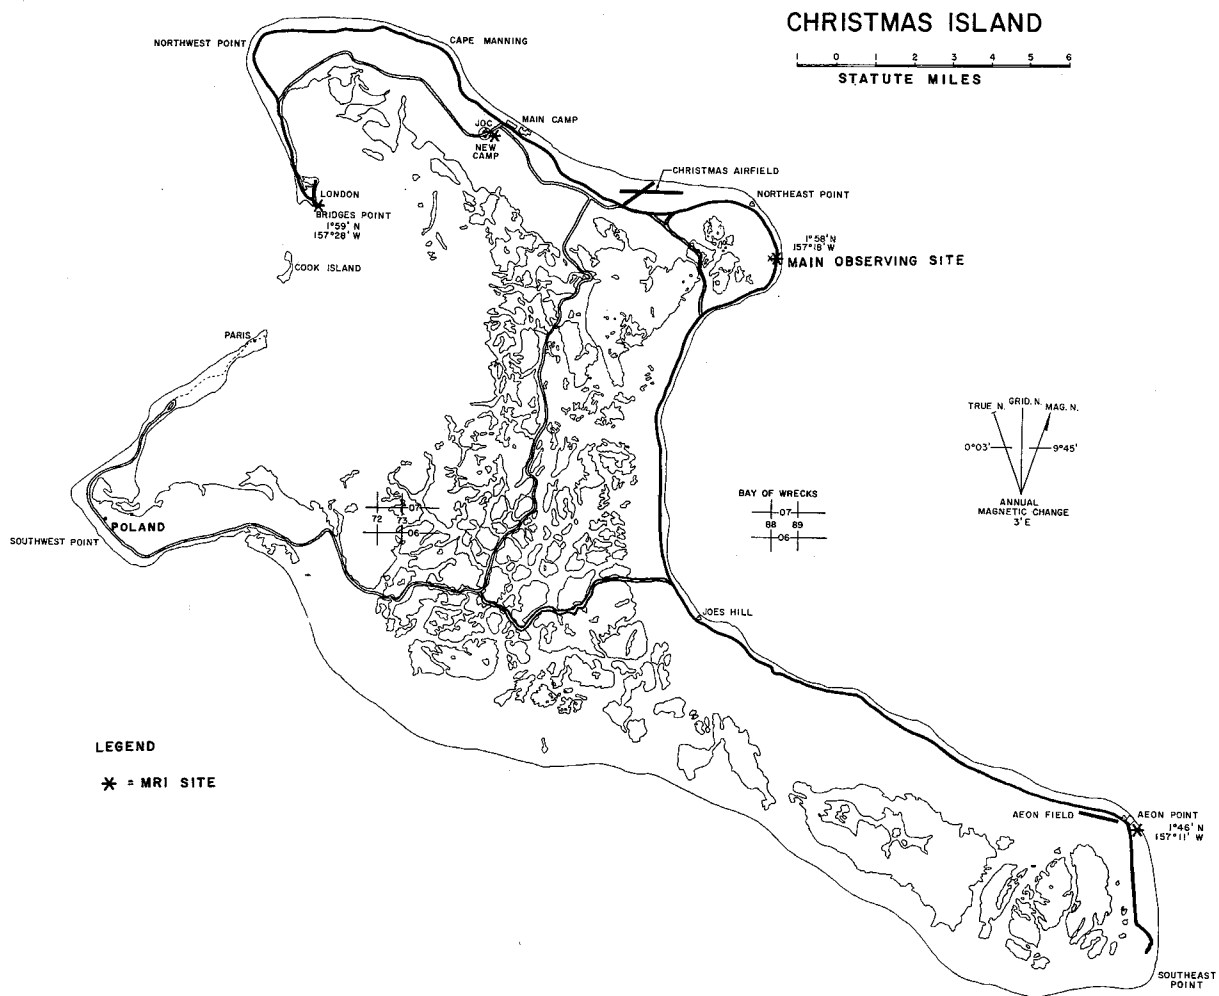 CHRISTMAS ISLAND
1 0 1 2 3 4 5 6
STATUTE MILES
NORTHWEST POINT
CAPE MANNING
JOC
MAIN CAMP
NEW
CAMP
CHRISTMAS AIRFIELD
NORTHEAST POINT
LONDON
BRIDGES POINT
1°59' N
157°28' W
1°58'N
157°18' W
MAIN OBSERVING SITE
COOK ISLAND
PARIS
TRUE N. GRID. N. MAG. N.
0°03' 9°45'
ANNUAL
MAGNETIC CHANGE
3' E
BAY OF WRECKS
07
88 89
06
07
72 73
06
POLAND
SOUTHWEST POINT
JOES HILL
LEGEND
* = MRI SITE
AEON FIELD
AEON POINT
1°46' N
157°11' W
SOUTHEAST
POINT